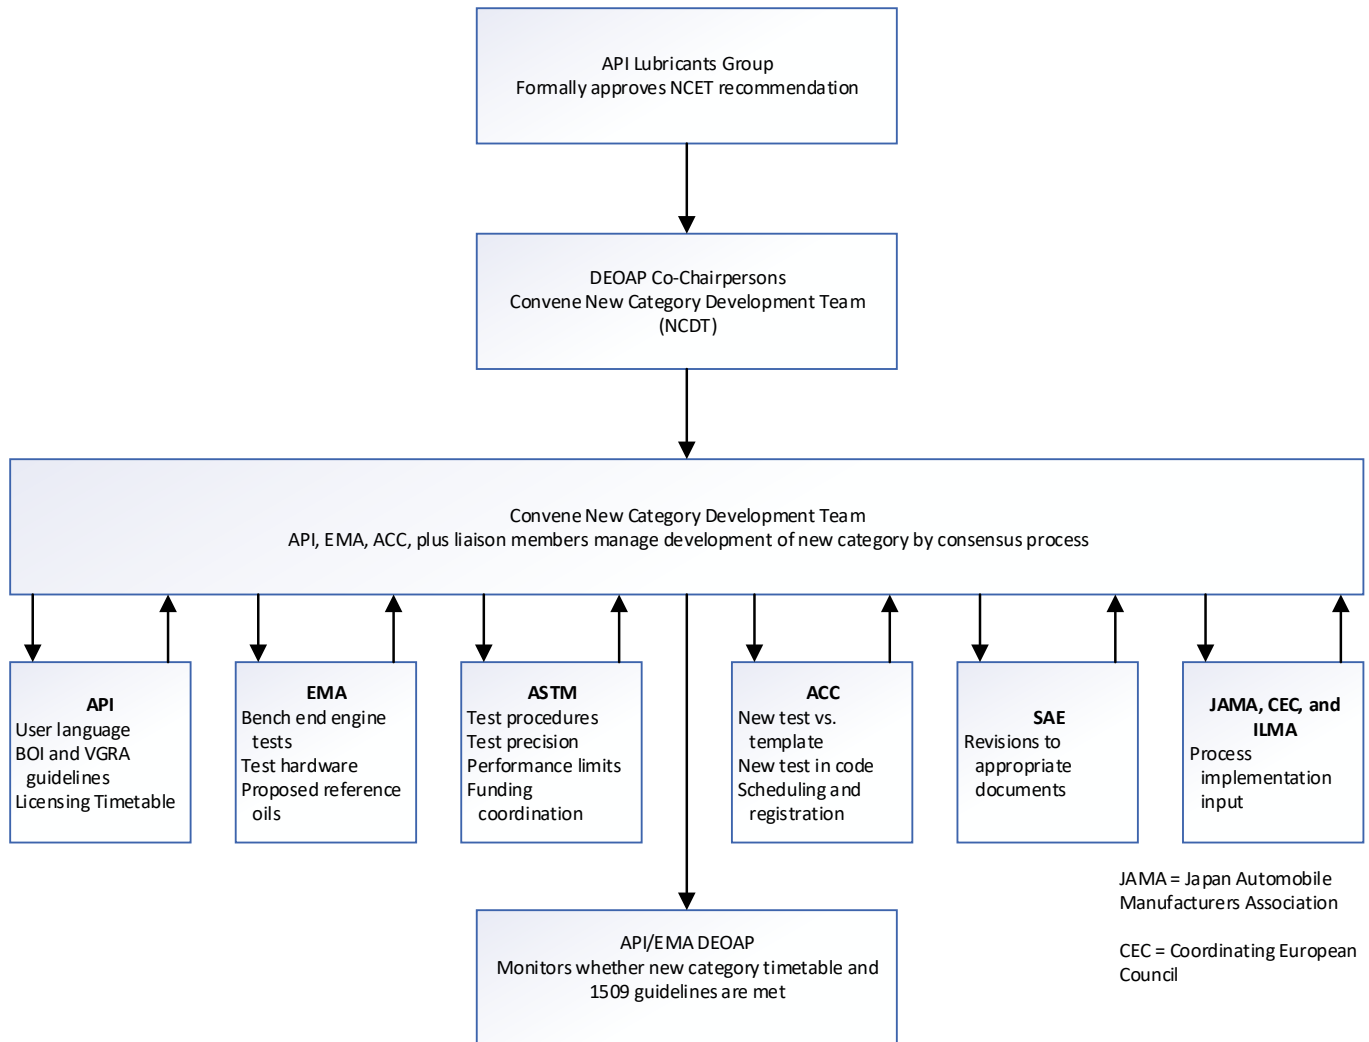 API Lubricants Group
Formally approves NCET recommendation
DEOAP Co-Chairpersons
Convene New Category Development Team
(NCDT)
Convene New Category Development Team
API, EMA, ACC, plus liaison members manage development of new category by consensus process
API
User language
BOI and VGRA
guidelines
Licensing Timetable
EMA
Bench end engine
tests
Test hardware
Proposed reference
oils
ASTM
Test procedures
Test precision
Performance limits
Funding
coordination
ACC
New test vs.
template
New test in code
Scheduling and
registration
SAE
Revisions to
appropriate
documents
JAMA, CEC, and
ILMA
Process
implementation
input
JAMA = Japan Automobile
Manufacturers Association
CEC = Coordinating European
Council
API/EMA DEOAP
Monitors whether new category timetable and
1509 guidelines are met